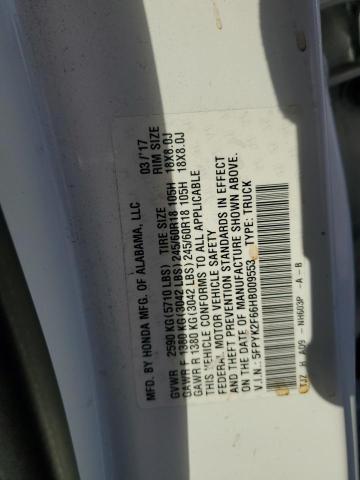 MFD. BY HONDA MFG. OF ALABAMA, LLC 03/'17
TIRE SIZE RIM SIZE
GVWR 2590 KG(5710 LBS)
GAWR F 1380 KG(3042 LBS) 245/60R18 105H 18X8.0J
GAWR R 1380 KG(3042 LBS) 245/60R18 105H 18X8.0J
THIS VEHICLE CONFORMS TO ALL APPLICABLE
FEDERAL MOTOR VEHICLE SAFETY
AND THEFT PREVENTION STANDARDS IN EFFECT
ON THE DATE OF MANUFACTURE SHOWN ABOVE.
V.I.N.: 5FPYK2F66HB009553 TYPE: TRUCK
TJZ H AU9 - NH603P -A -B